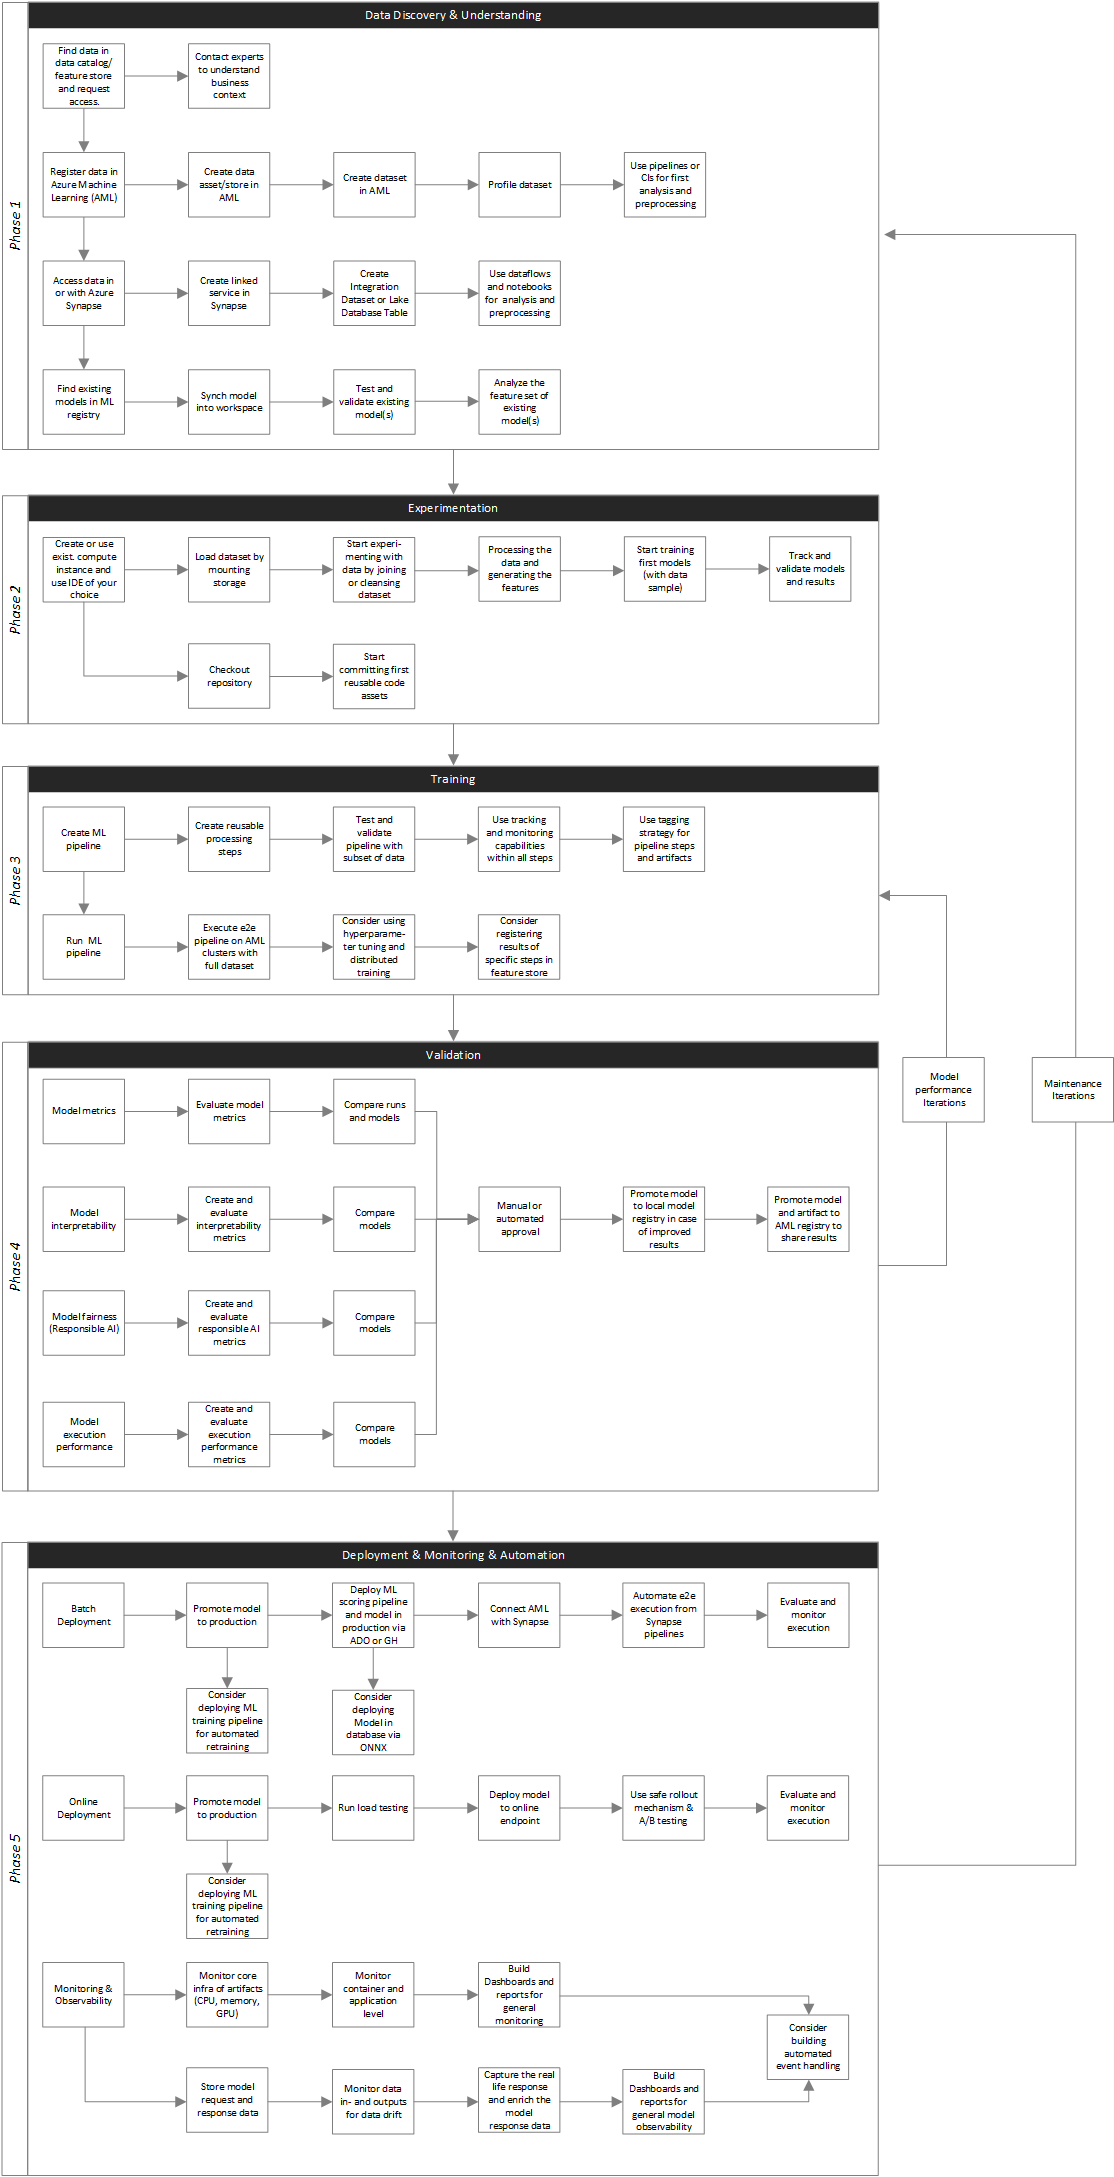 Data Discovery & Understanding
Phase 1
Find data in
data catalog/
feature store
and request
access.
Contact experts
to understand
business
context
Register data in
Azure Machine
Learning (AML)
Create data
asset/store in
AML
Create dataset
in AML
Profile dataset
Use pipelines or
CIs for first
analysis and
preprocessing
Access data in
or with Azure
Synapse
Create linked
service in
Synapse
Create
Integration
Dataset or Lake
Database Table
Use dataflows
and notebooks
for analysis and
preprocessing
Find existing
models in ML
registry
Synch model
into workspace
Test and
validate existing
model(s)
Analyze the
feature set of
existing
model(s)
Experimentation
Phase 2
Create or use
exist. compute
instance and
use IDE of your
choice
Load dataset by
mounting
storage
Start experi-
menting with
data by joining
or cleansing
dataset
Processing the
data and
generating the
features
Start training
first models
(with data
sample)
Track and
validate models
and results
Checkout
repository
Start
committing first
reusable code
assets
Training
Phase 3
Create ML
pipeline
Create reusable
processing
steps
Test and
validate
pipeline with
subset of data
Use tracking
and monitoring
capabilities
within all steps
Use tagging
strategy for
pipeline steps
and artifacts
Run ML
pipeline
Execute e2e
pipeline on AML
clusters with
full dataset
Consider using
hyperparame-
ter tuning and
distributed
training
Consider
registering
results of
specific steps in
feature store
Validation
Phase 4
Model metrics
Evaluate model
metrics
Compare runs
and models
Model
interpretability
Create and
evaluate
interpretability
metrics
Compare
models
Manual or
automated
approval
Promote model
to local model
registry in case
of improved
results
Promote model
and artifact to
AML registry to
share results
Model fairness
(Responsible AI)
Create and
evaluate
responsible AI
metrics
Compare
models
Model
execution
performance
Create and
evaluate
execution
performance
metrics
Compare
models
Model
performance
Iterations
Maintenance
Iterations
Deployment & Monitoring & Automation
Phase 5
Batch
Deployment
Promote model
to production
Deploy ML
scoring pipeline
and model in
production via
ADO or GH
Connect AML
with Synapse
Automate e2e
execution from
Synapse
pipelines
Evaluate and
monitor
execution
Consider
deploying ML
training pipeline
for automated
retraining
Consider
deploying
Model in
database via
ONNX
Online
Deployment
Promote model
to production
Run load testing
Deploy model
to online
endpoint
Use safe rollout
mechanism &
A/B testing
Evaluate and
monitor
execution
Consider
deploying ML
training pipeline
for automated
retraining
Monitoring &
Observability
Monitor core
infra of artifacts
(CPU, memory,
GPU)
Monitor
container and
application
level
Build
Dashboards and
reports for
general
monitoring
Consider
building
automated
event handling
Store model
request and
response data
Monitor data
in- and outputs
for data drift
Capture the real
life response
and enrich the
model
response data
Build
Dashboards and
reports for
general model
observability